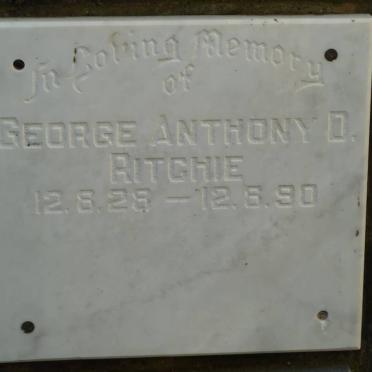 In Loving Memory
of
GEORGE ANTHONY D.
RITCHIE
12.6.28 — 12.6.90